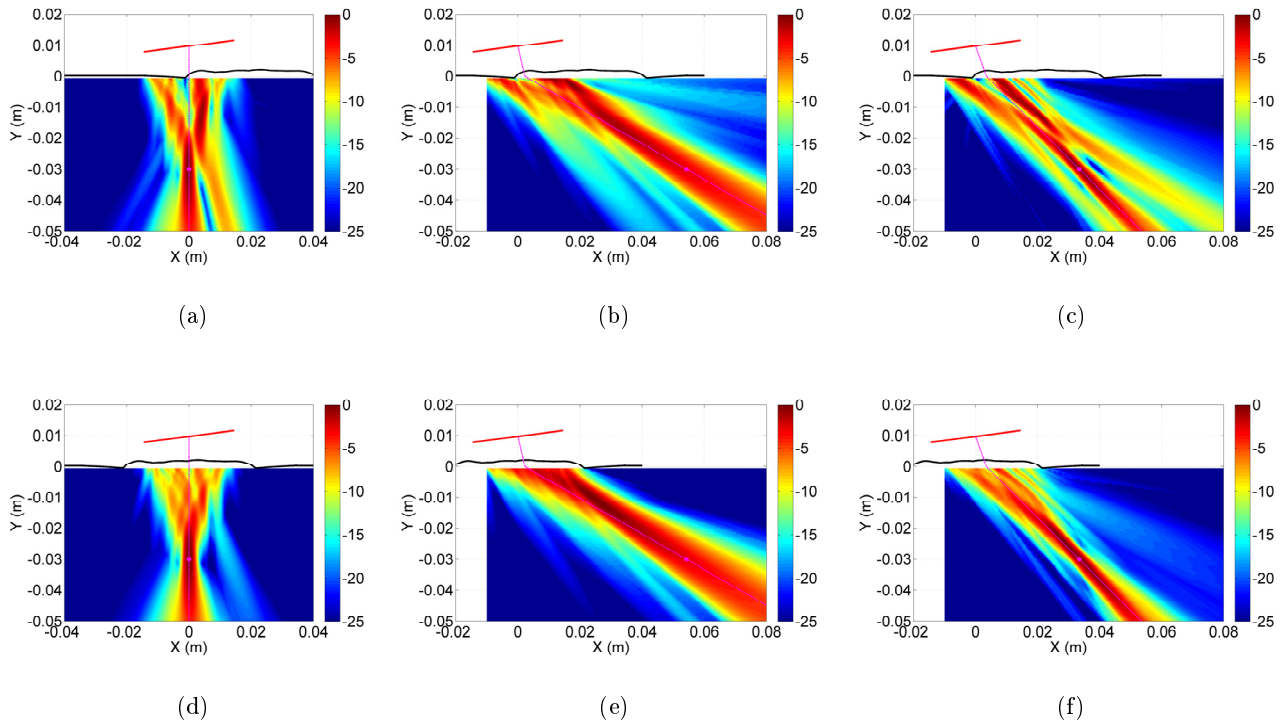 0.02 0 0.02 0 0.02 0
0.01 -5 0.01 -5 0.01 -5
0 0 0
-0.01 -10 -0.01 -10 -0.01 -10
Y (m) Y (m) Y (m)
-0.02 -15 -0.02 -15 -0.02 -15
-0.03 -0.03 -0.03
-0.04 -20 -0.04 -20 -0.04 -20
-0.05 -25 -0.05 -25 -0.05 -25
-0.04 -0.02 0 0.02 0.04 -0.02 0 0.02 0.04 0.06 0.08 -0.02 0 0.02 0.04 0.06 0.08
X (m) X (m) X (m)
(a) (b) (c)
0.02 0 0.02 0 0.02 0
0.01 -5 0.01 -5 0.01 -5
0 0 0
-0.01 -10 -0.01 -10 -0.01 -10
Y (m) Y (m) Y (m)
-0.02 -15 -0.02 -15 -0.02 -15
-0.03 -0.03 -0.03
-0.04 -20 -0.04 -20 -0.04 -20
-0.05 -25 -0.05 -25 -0.05 -25
-0.04 -0.02 0 0.02 0.04 -0.02 0 0.02 0.04 0.06 0.08 -0.02 0 0.02 0.04 0.06 0.08
X (m) X (m) X (m)
(d) (e) (f)